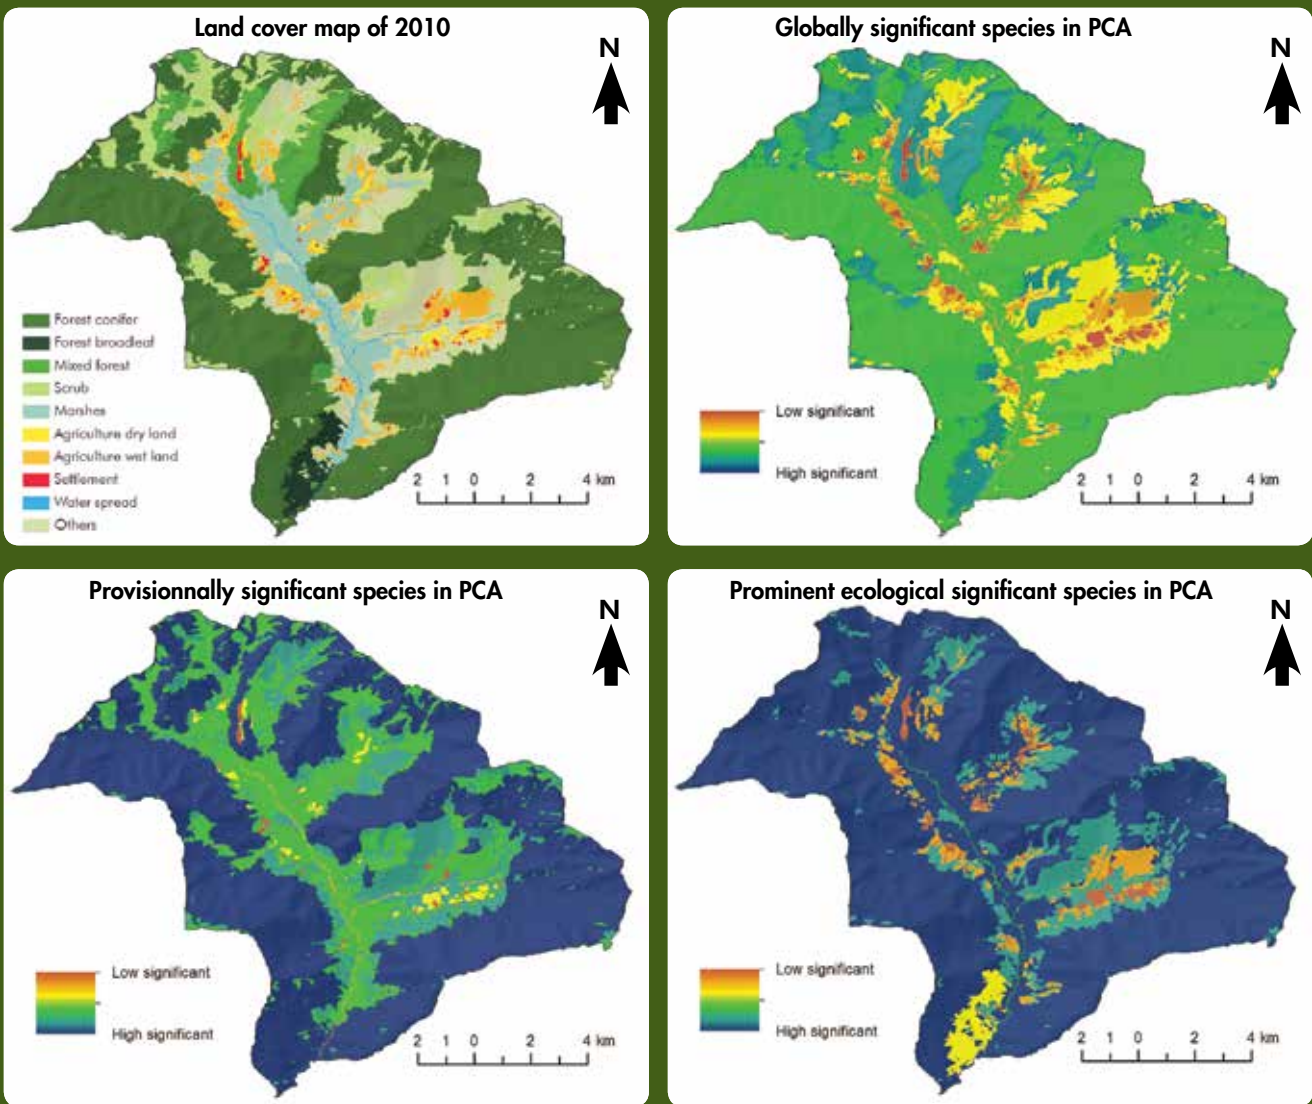 Land cover map of 2010
N
Forest conifer
Forest broadleaf
Mixed forest
Scrub
Marshes
Agriculture dry land
Agriculture wet land
Settlement
Water spread
Others
2 1 0 2 4 km
Globally significant species in PCA
N
Low significant
High significant
2 1 0 2 4 km
Provisionnally significant species in PCA
N
Low significant
High significant
2 1 0 2 4 km
Prominent ecological significant species in PCA
N
Low significant
High significant
2 1 0 2 4 km